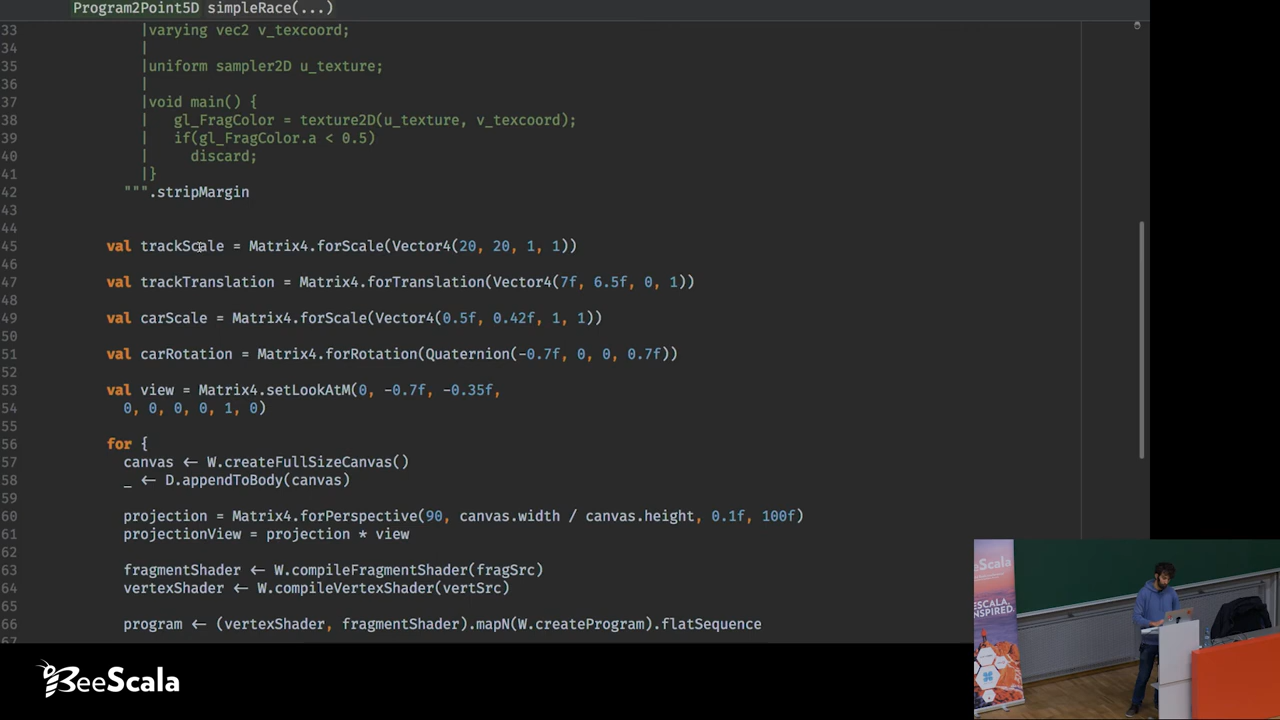 Program2Point5D simpleRace(...)
33 |varying vec2 v_texcoord;
34 |
35 |uniform sampler2D u_texture;
36 |
37 |void main() {
38 | gl_FragColor = texture2D(u_texture, v_texcoord);
39 | if(gl_FragColor.a < 0.5)
40 | discard;
41 |}
42 """.stripMargin
43
44
45 val trackScale = Matrix4.forScale(Vector4(20, 20, 1, 1))
46
47 val trackTranslation = Matrix4.forTranslation(Vector4(7f, 6.5f, 0, 1))
48
49 val carScale = Matrix4.forScale(Vector4(0.5f, 0.42f, 1, 1))
50
51 val carRotation = Matrix4.forRotation(Quaternion(-0.7f, 0, 0, 0.7f))
52
53 val view = Matrix4.setLookAtM(0, -0.7f, -0.35f,
54 0, 0, 0, 0, 1, 0)
55
56 for {
57 canvas ← W.createFullSizeCanvas()
58 _ ← D.appendToBody(canvas)
59
60 projection = Matrix4.forPerspective(90, canvas.width / canvas.height, 0.1f, 100f)
61 projectionView = projection * view
62
63 fragmentShader ← W.compileFragmentShader(fragSrc)
64 vertexShader ← W.compileVertexShader(vertSrc)
65
66 program ← (vertexShader, fragmentShader).mapN(W.createProgram).flatSequence
67
BeeScala